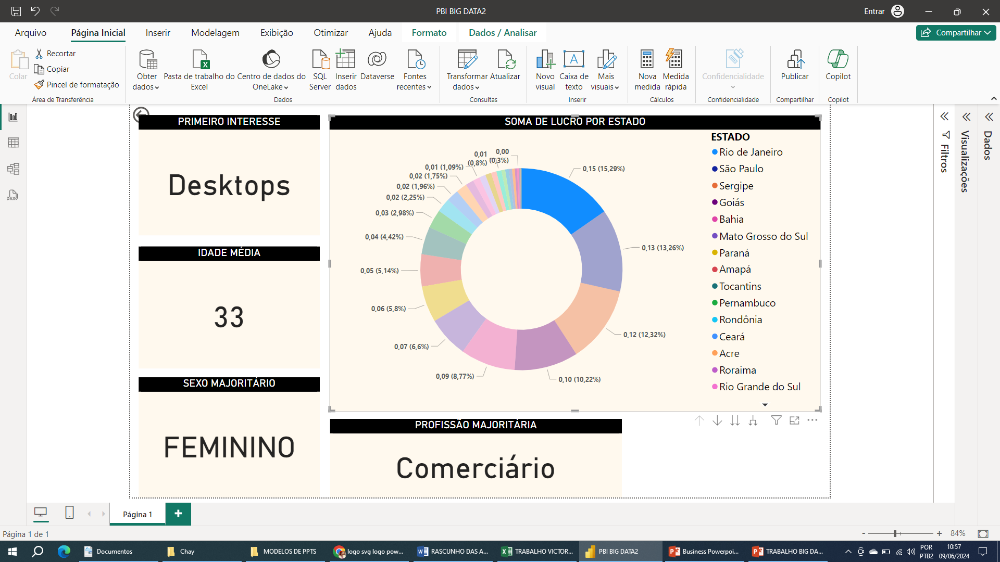 PBI BIG DATA2
Entrar
Arquivo
Página Inicial
Inserir
Modelagem
Exibição
Otimizar
Ajuda
Formato
Dados / Analisar
Compartilhar
Colar
Recortar
Copiar
Pincel de formatação
Área de Transferência
Obter
dados
Pasta de trabalho do
Excel
Centro de dados do
OneLake
SQL
Server
Inserir
dados
Dataverse
Fontes
recentes
Dados
Transformar
dados
Atualizar
Consultas
Novo
visual
Caixa de
texto
Mais
visuais
Inserir
Nova
medida
Medida
rápida
Cálculos
Confidencialidade
Confidencialidade
Publicar
Compartilhar
Copilot
Copilot
DAX
PRIMEIRO INTERESSE
Desktops
IDADE MÉDIA
33
SEXO MAJORITÁRIO
FEMININO
SOMA DE LUCRO POR ESTADO
0,15 (15,29%)
0,13 (13,26%)
0,12 (12,32%)
0,10 (10,22%)
0,09 (8,77%)
0,07 (6,6%)
0,06 (5,8%)
0,05 (5,14%)
0,04 (4,42%)
0,03 (2,98%)
0,02 (2,25%)
0,02 (1,96%)
0,02 (1,75%)
0,01 (1,09%)
0,01
(0,8%)
0,00
(0,3%)
ESTADO
Rio de Janeiro
São Paulo
Sergipe
Goiás
Bahia
Mato Grosso do Sul
Paraná
Amapá
Tocantins
Pernambuco
Rondônia
Ceará
Acre
Roraima
Rio Grande do Sul
PROFISSÃO MAJORITÁRIA
Comerciário
Filtros
Visualizações
Dados
Página 1
Página 1 de 1
84%
Documentos
Chay
MODELOS DE PPTS
logo svg logo pow...
RASCUNHO DAS A...
TRABALHO VICTOR...
PBI BIG DATA2
Business Powerpoi...
TRABALHO BIG DA...
POR
PTB2
10:57
09/06/2024